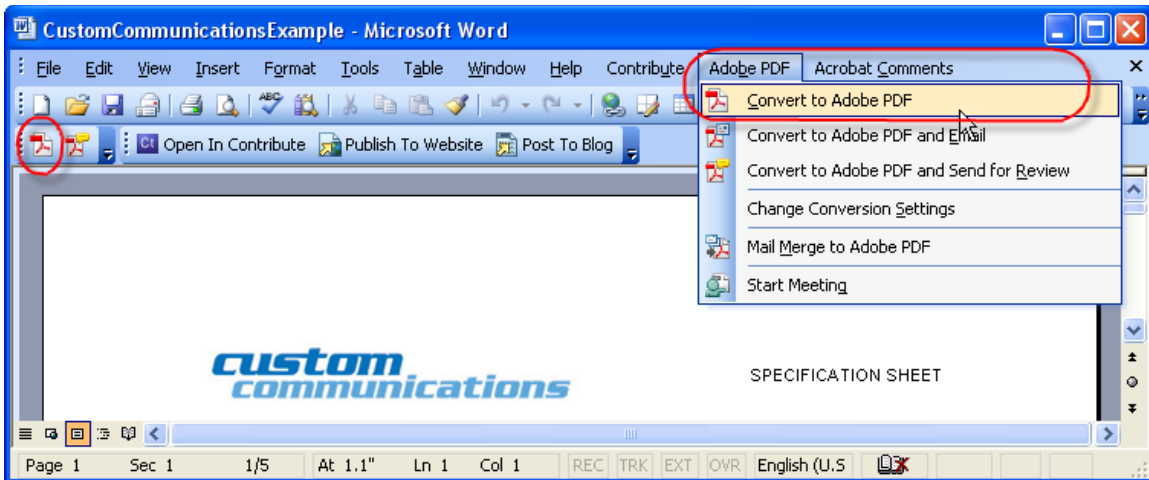 CustomCommunicationsExample - Microsoft Word
File Edit View Insert Format Tools Table Window Help Contribute Adobe PDF Acrobat Comments
Convert to Adobe PDF
ABC
Convert to Adobe PDF and Email
Ct Open In Contribute Publish To Website Post To Blog
Convert to Adobe PDF and Send for Review
Change Conversion Settings
Mail Merge to Adobe PDF
Start Meeting
custom
communications
SPECIFICATION SHEET
Page 1 Sec 1 1/5 At 1.1" Ln 1 Col 1 REC TRK EXT OVR English (U.S